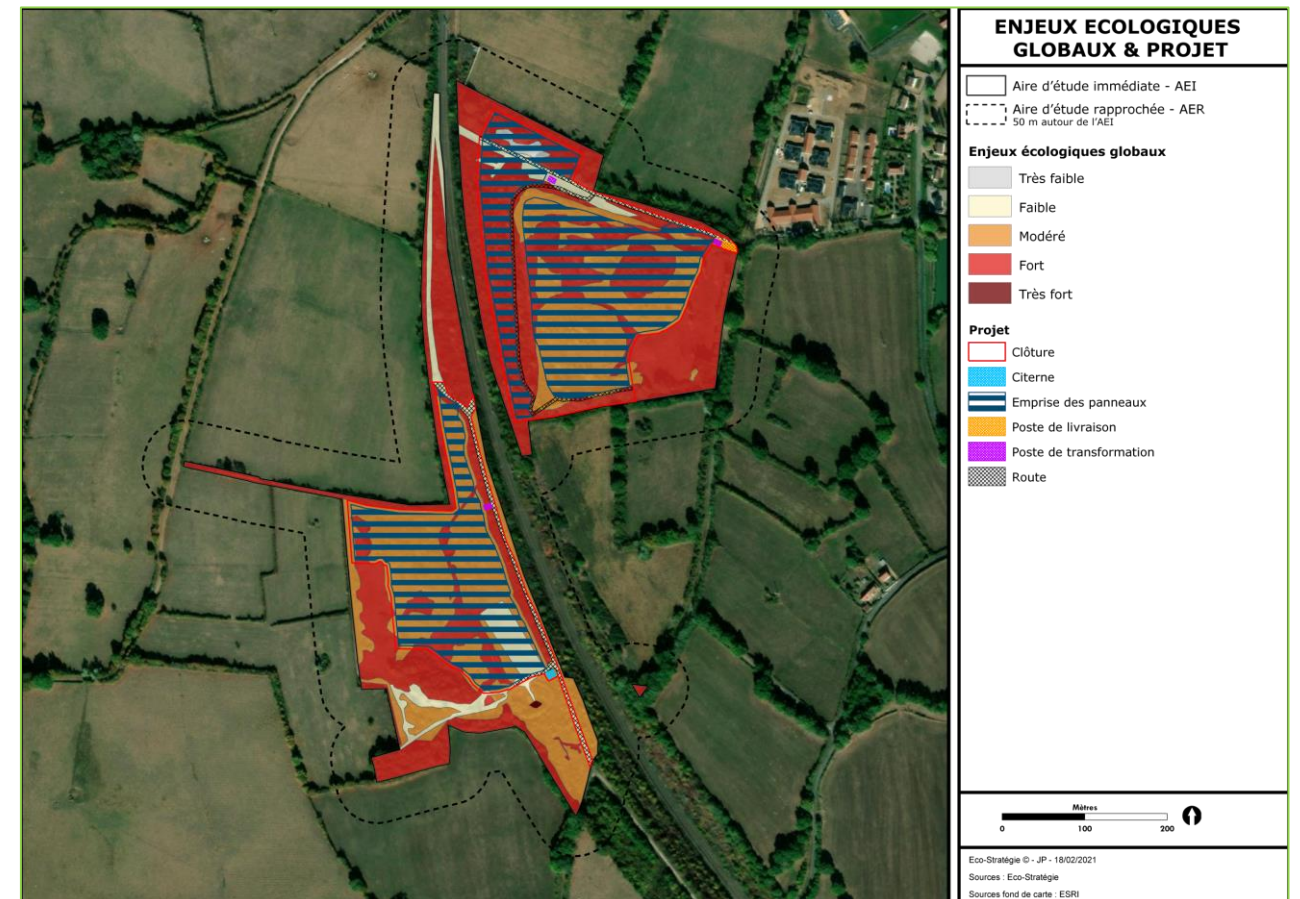 ENJEUX ECOLOGIQUES
GLOBAUX & PROJET
Aire d'étude immédiate - AEI
Aire d'étude rapprochée - AER
50 m autour de l'AEI
Enjeux écologiques globaux
Très faible
Faible
Modéré
Fort
Très fort
Projet
Clôture
Citerne
Emprise des panneaux
Poste de livraison
Poste de transformation
Route
Mètres
0 100 200
Eco-Stratégie © - JP - 18/02/2021
Sources : Eco-Stratégie
Sources fond de carte : ESRI